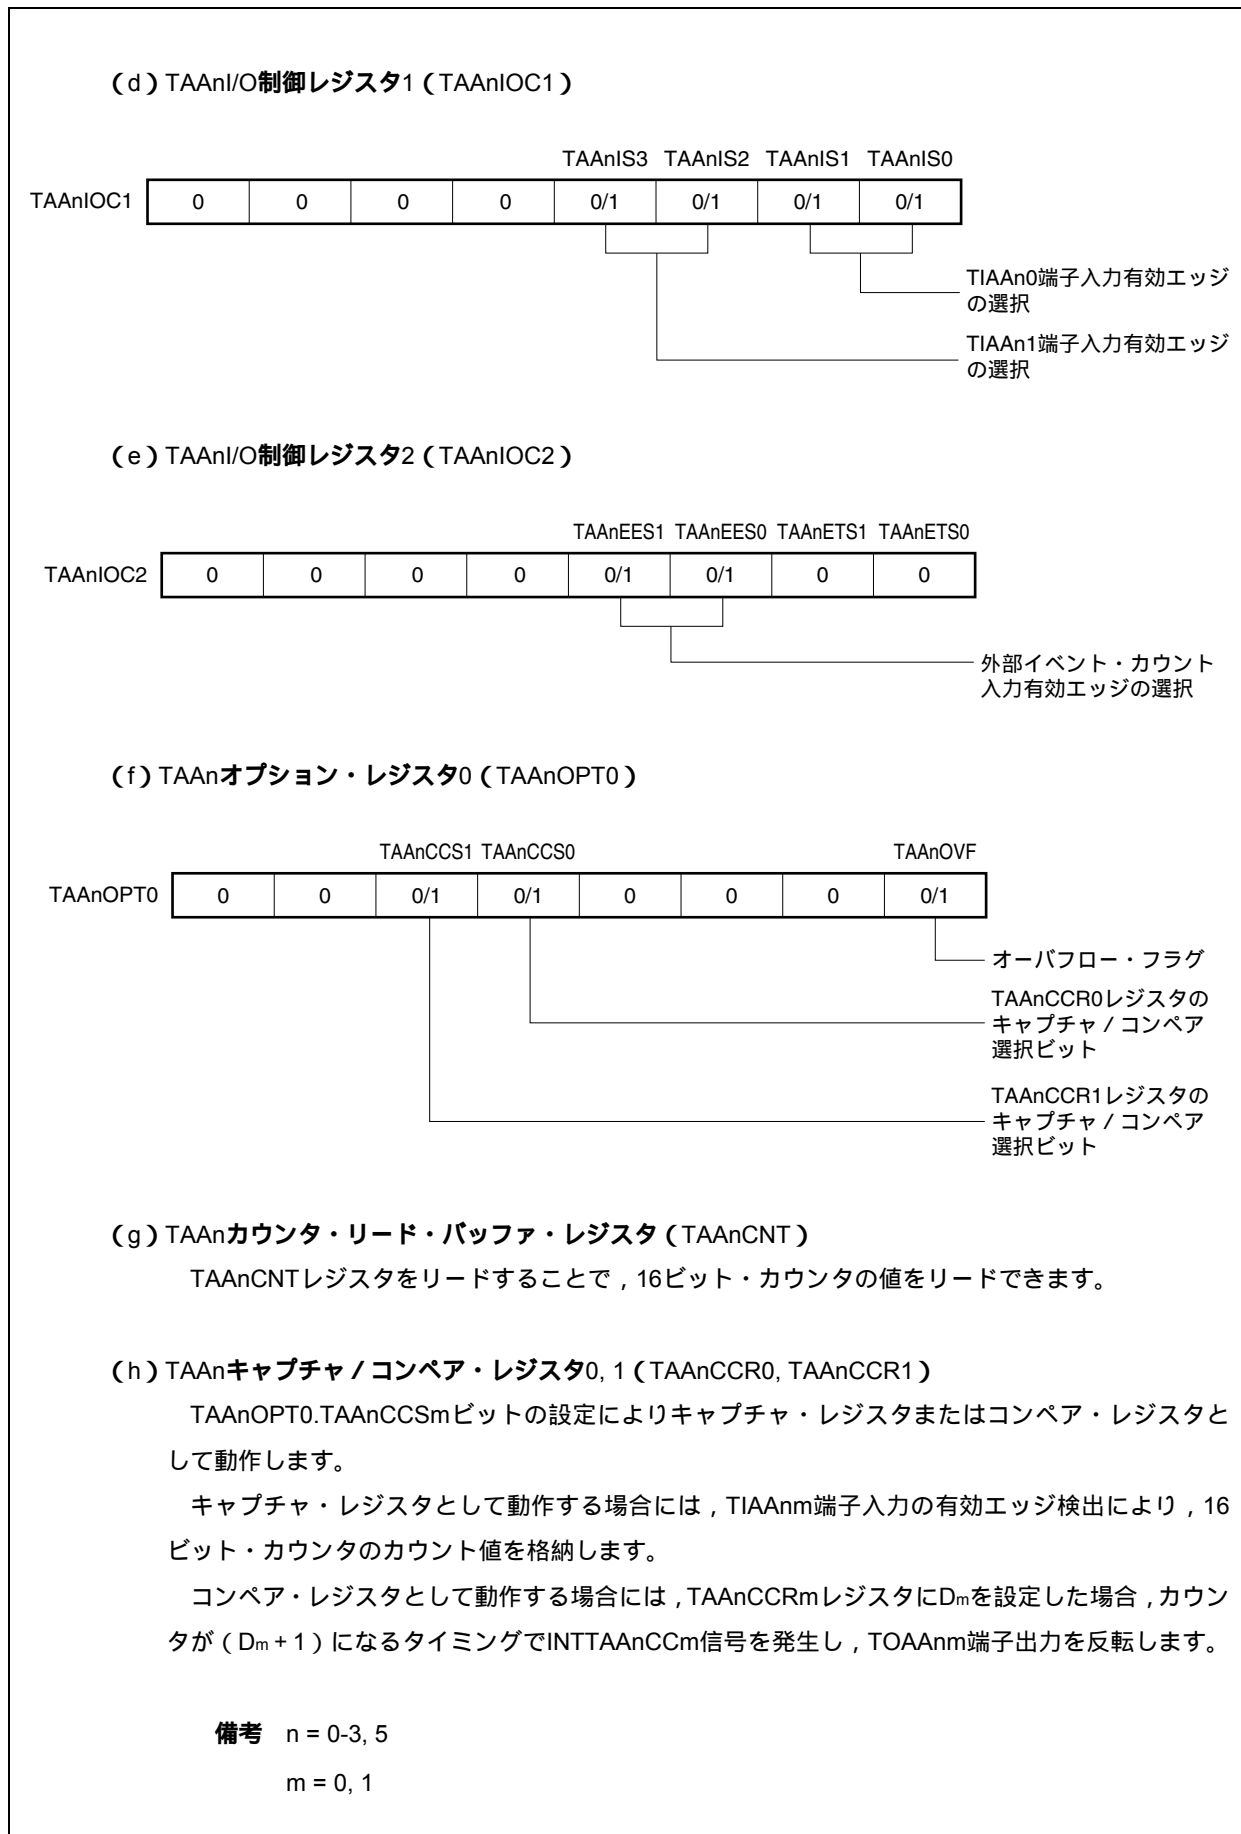 (d) TAAnI/O制御レジスタ1 (TAAnIOC1)
TAAnIS3 TAAnIS2 TAAnIS1 TAAnIS0
TAAnIOC1 0 0 0 0 0/1 0/1 0/1 0/1
TIAAn0端子入力有効エッジ
の選択
TIAAn1端子入力有効エッジ
の選択
(e) TAAnI/O制御レジスタ2 (TAAnIOC2)
TAAnEES1 TAAnEES0 TAAnETS1 TAAnETS0
TAAnIOC2 0 0 0 0 0/1 0/1 0 0
外部イベント・カウント
入力有効エッジの選択
(f) TAAnオプション・レジスタ0 (TAAnOPT0)
TAAnCCS1 TAAnCCS0 TAAnOVF
TAAnOPT0 0 0 0/1 0/1 0 0 0 0/1
オーバフロー・フラグ
TAAnCCR0レジスタの
キャプチャ／コンペア
選択ビット
TAAnCCR1レジスタの
キャプチャ／コンペア
選択ビット
(g) TAAnカウンタ・リード・バッファ・レジスタ (TAAnCNT)
TAAnCNTレジスタをリードすることで，16ビット・カウンタの値をリードできます。
(h) TAAnキャプチャ／コンペア・レジスタ0, 1 (TAAnCCR0, TAAnCCR1)
TAAnOPT0.TAAnCCSmビットの設定によりキャプチャ・レジスタまたはコンペア・レジスタと
して動作します。
キャプチャ・レジスタとして動作する場合には，TIAAnm端子入力の有効エッジ検出により，16
ビット・カウンタのカウント値を格納します。
コンペア・レジスタとして動作する場合には，TAAnCCRmレジスタにDmを設定した場合，カウン
タが（Dm + 1）になるタイミングでINTTAAnCCm信号を発生し，TOAAnm端子出力を反転します。
備考 n = 0-3, 5
m = 0, 1